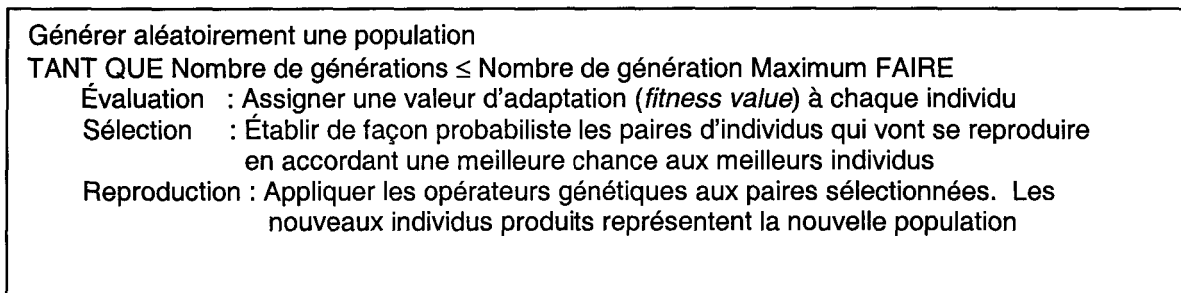 Générer aléatoirement une population
TANT QUE Nombre de générations ≤ Nombre de génération Maximum FAIRE
Évaluation : Assigner une valeur d'adaptation (fitness value) à chaque individu
Sélection : Établir de façon probabiliste les paires d'individus qui vont se reproduire
en accordant une meilleure chance aux meilleurs individus
Reproduction : Appliquer les opérateurs génétiques aux paires sélectionnées. Les
nouveaux individus produits représentent la nouvelle population